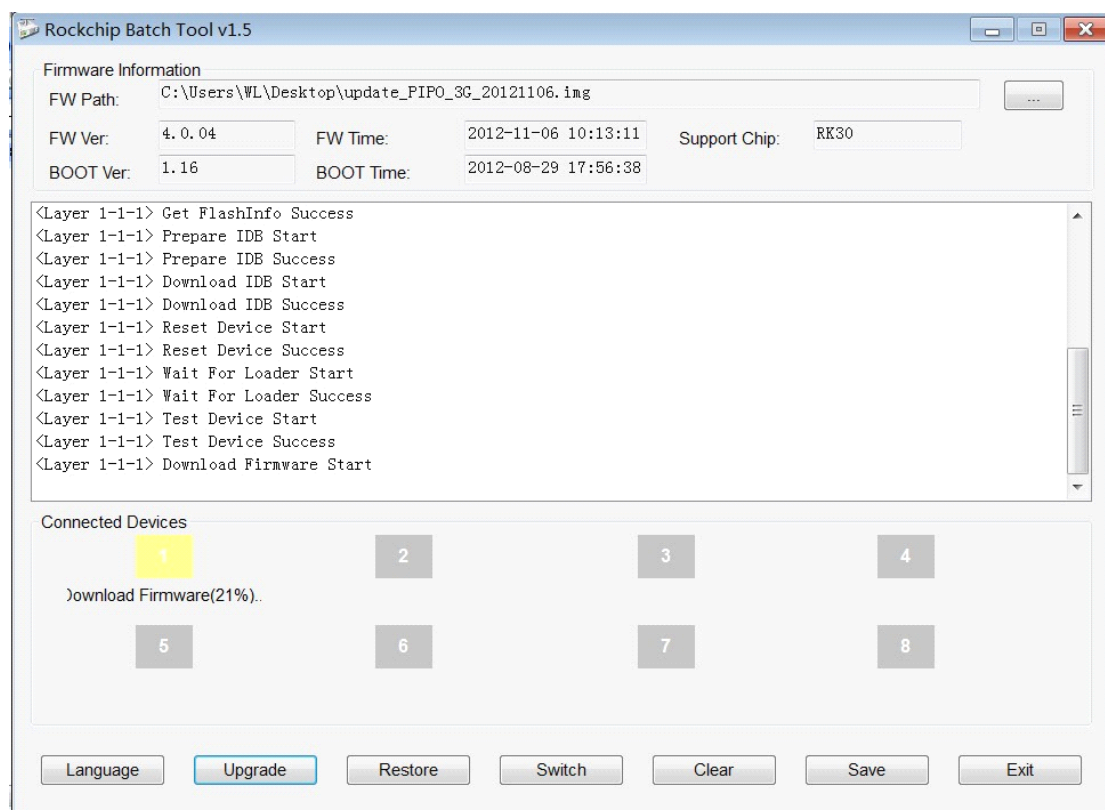 Rockchip Batch Tool v1.5
Firmware Information
FW Path: C:\Users\WL\Desktop\update_PIPO_3G_20121106.img ...
FW Ver: 4.0.04 FW Time: 2012-11-06 10:13:11 Support Chip: RK30
BOOT Ver: 1.16 BOOT Time: 2012-08-29 17:56:38
<Layer 1-1-1> Get FlashInfo Success
<Layer 1-1-1> Prepare IDB Start
<Layer 1-1-1> Prepare IDB Success
<Layer 1-1-1> Download IDB Start
<Layer 1-1-1> Download IDB Success
<Layer 1-1-1> Reset Device Start
<Layer 1-1-1> Reset Device Success
<Layer 1-1-1> Wait For Loader Start
<Layer 1-1-1> Wait For Loader Success
<Layer 1-1-1> Test Device Start
<Layer 1-1-1> Test Device Success
<Layer 1-1-1> Download Firmware Start
Connected Devices
1 2 3 4
Download Firmware(21%)..
5 6 7 8
Language Upgrade Restore Switch Clear Save Exit